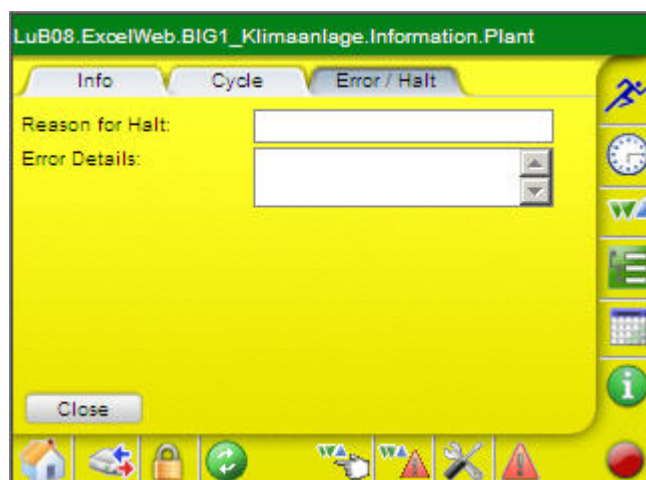 LuB08.ExcelWeb.BIG1_Klimaanlage.Information.Plant
Info Cycle Error / Halt
Reason for Halt:
Error Details:
Close